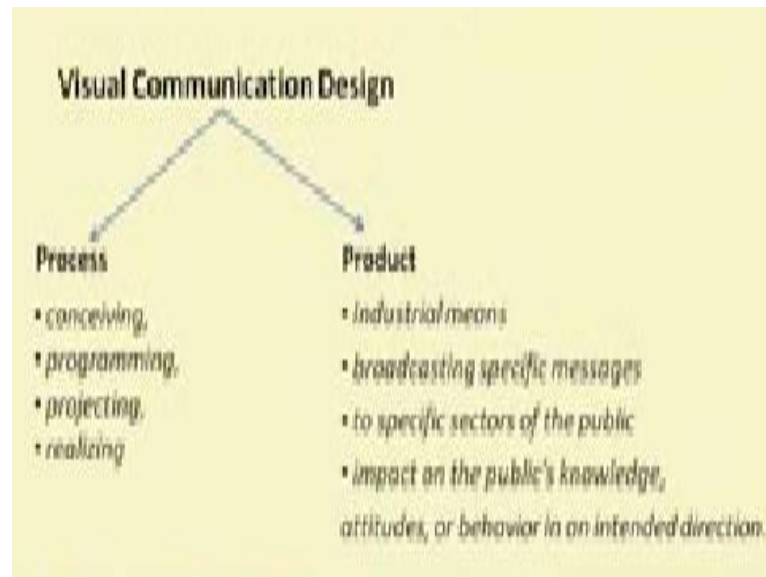 Visual Communication Design
Process
• conceiving,
• programming,
• projecting,
• realizing
Product
• industrial means
• broadcasting specific messages
• to specific sectors of the public
• impact on the public's knowledge,
attitudes, or behavior in an intended direction.